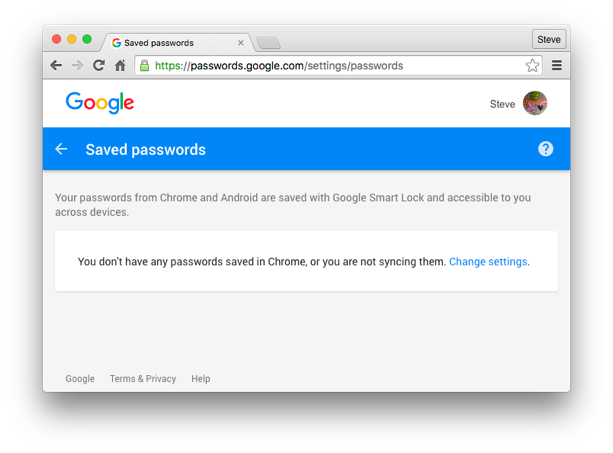 Saved passwords
Steve
https://passwords.google.com/settings/passwords
Google
Steve
Saved passwords
?
Your passwords from Chrome and Android are saved with Google Smart Lock and accessible to you
across devices.
You don't have any passwords saved in Chrome, or you are not syncing them. Change settings.
Google Terms & Privacy Help